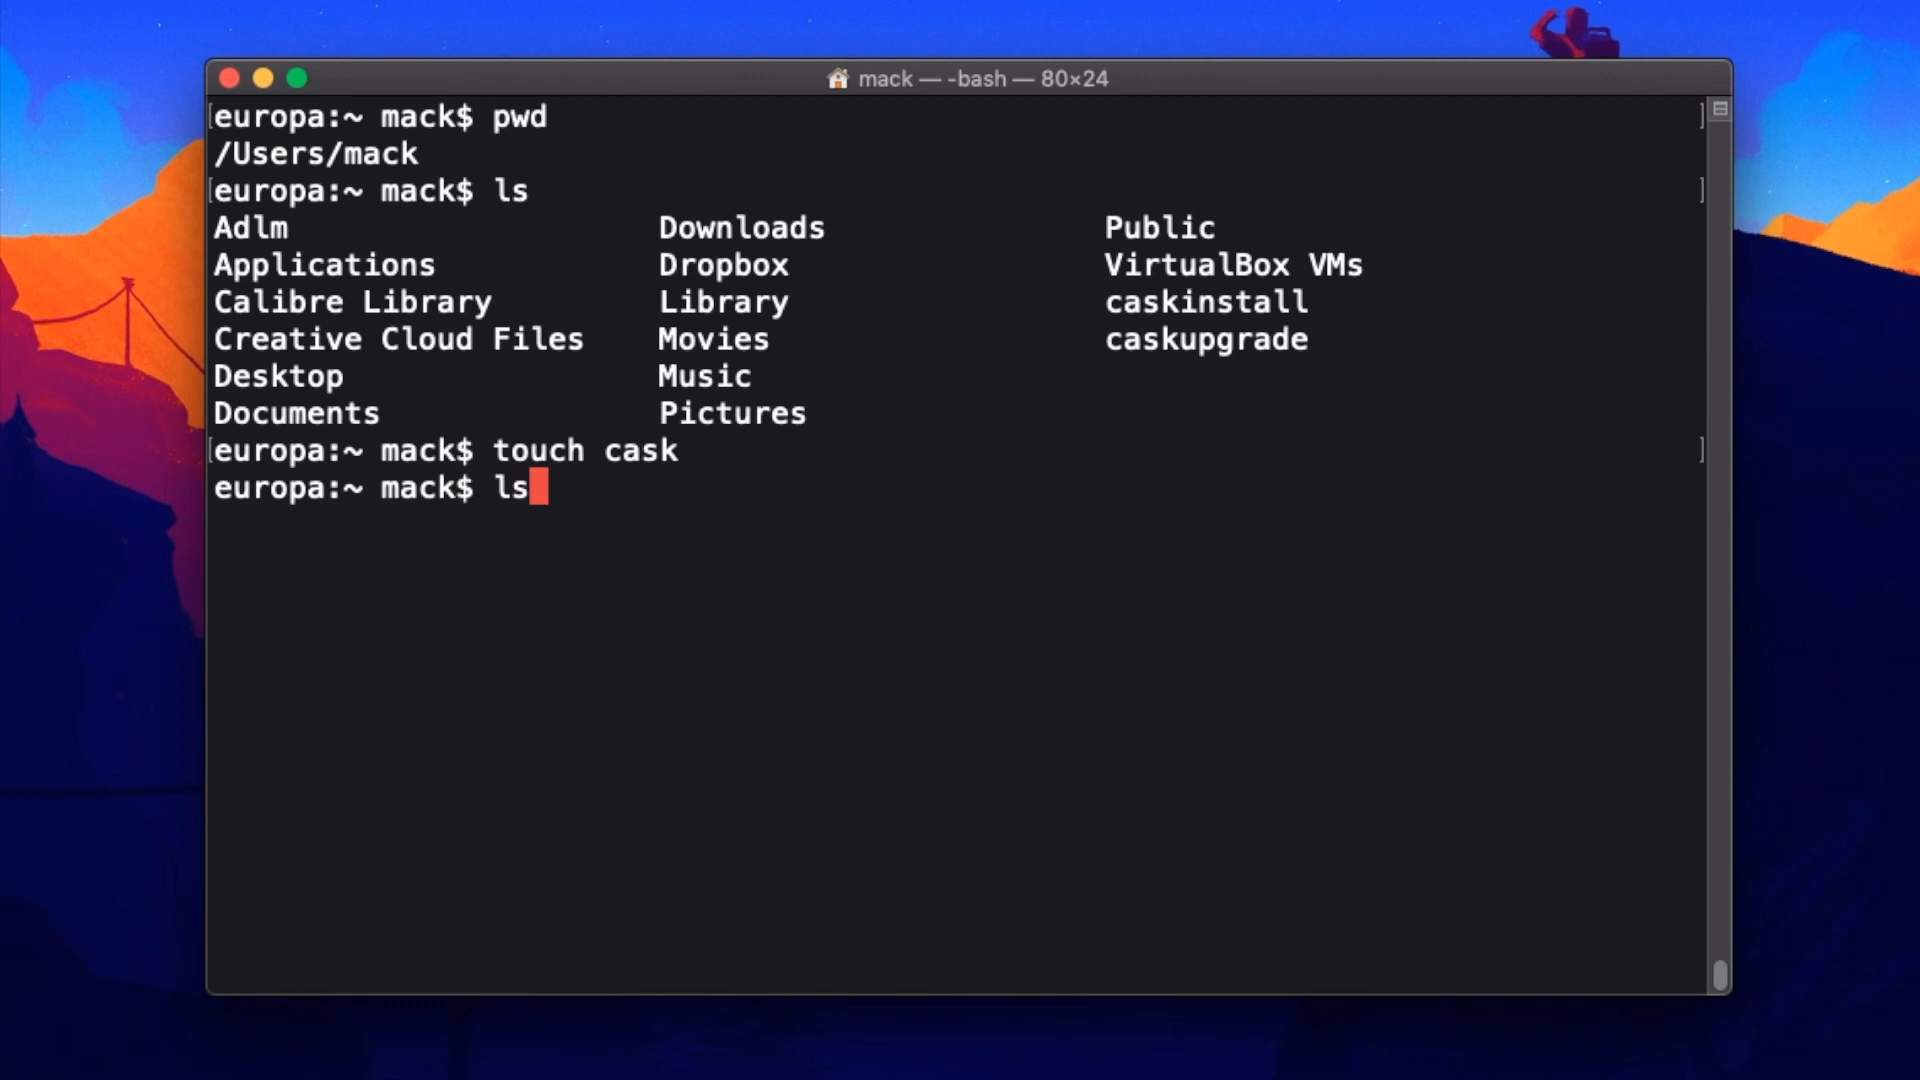 mack — -bash — 80×24
europa:~ mack$ pwd
/Users/mack
europa:~ mack$ ls
Adlm Downloads Public
Applications Dropbox VirtualBox VMs
Calibre Library Library caskinstall
Creative Cloud Files Movies caskupgrade
Desktop Music
Documents Pictures
europa:~ mack$ touch cask
europa:~ mack$ ls